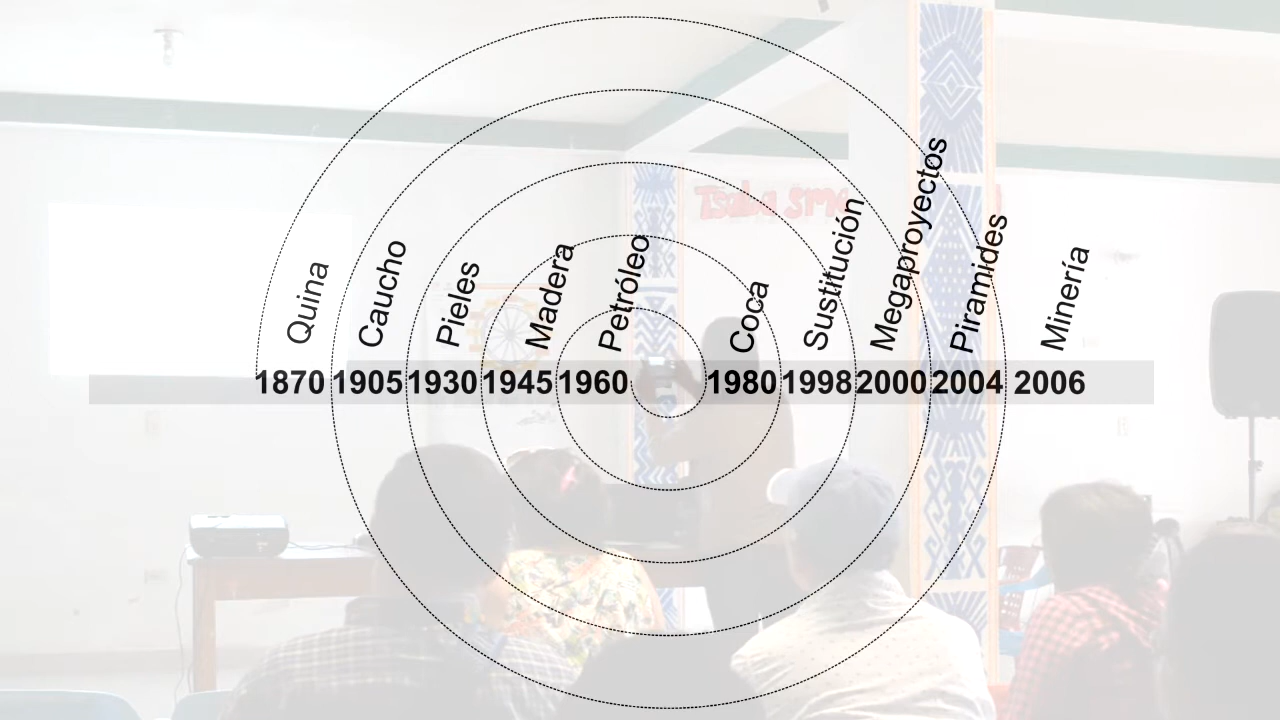 Quina
Caucho
Pieles
Madera
Petróleo
Coca
Sustitución
Megaproyectos
Piramides
Minería
1870 1905 1930 1945 1960 1980 1998 2000 2004 2006